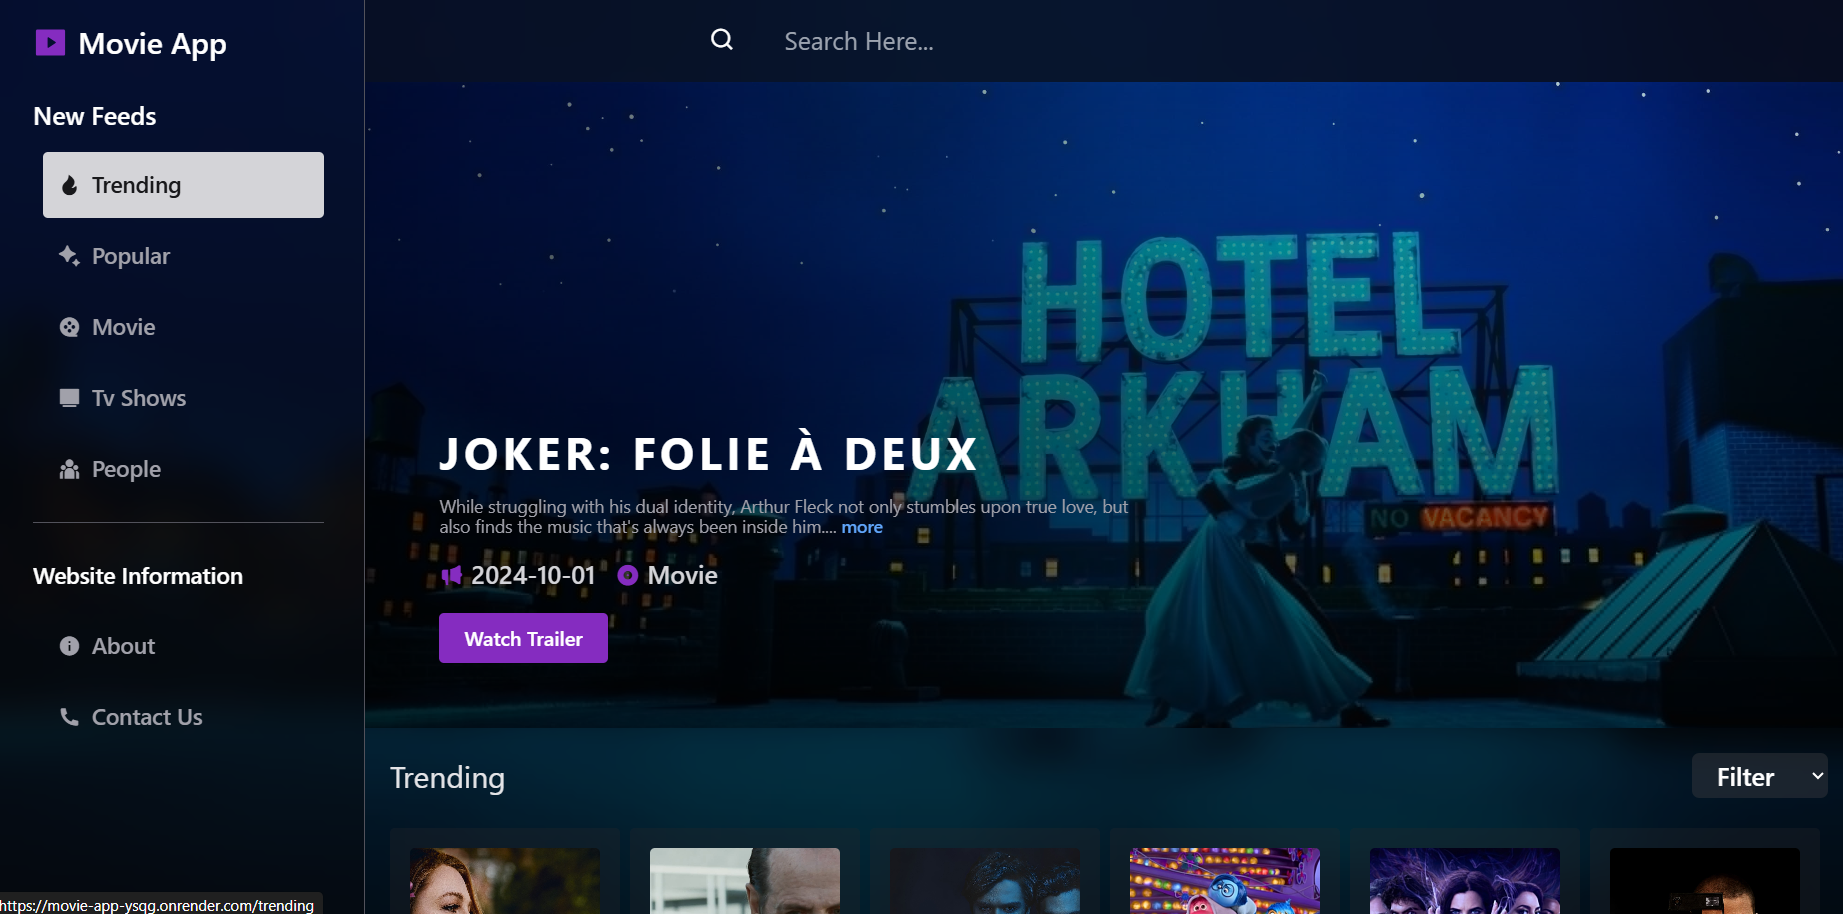 Movie App
Search Here...
New Feeds
Trending
Popular
Movie
Tv Shows
People
Website Information
About
Contact Us
HOTEL
ARKHAM
NO VACANCY
JOKER: FOLIE À DEUX
While struggling with his dual identity, Arthur Fleck not only stumbles upon true love, but
also finds the music that's always been inside him.... more
2024-10-01 Movie
Watch Trailer
Trending
Filter
https://movie-app-ysqg.onrender.com/trending